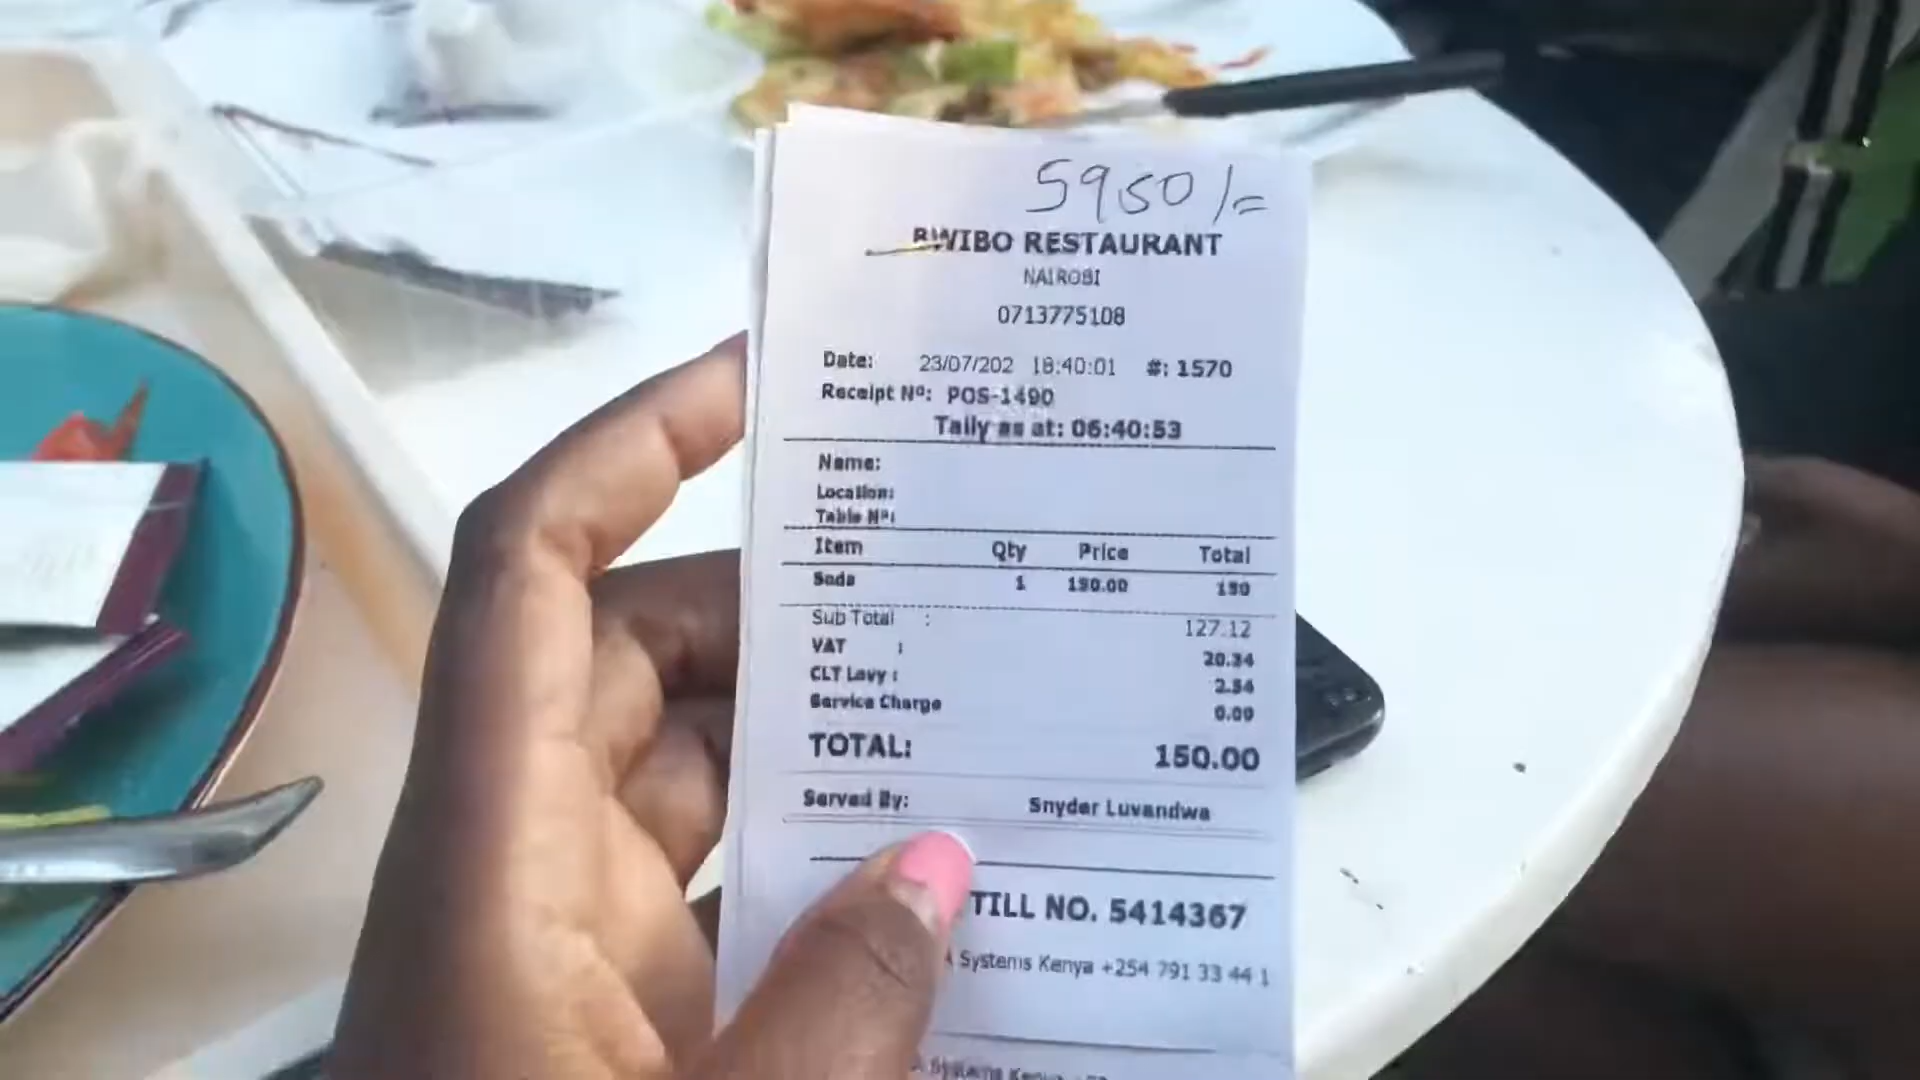 5950/=
BWIBO RESTAURANT
NAIROBI
0713775108
Date: 23/07/202 18:40:01 #: 1570
Receipt Nº: POS-1490
Tally as at: 06:40:53
Name:
Location:
Table Nº:
Item Qty Price Total
Soda 1 150.00 150
Sub Total : 127.12
VAT : 20.34
CLT Levy : 2.54
Service Charge 0.00
TOTAL: 150.00
Served By: Snyder Luvandwa
TILL NO. 5414367
Systems Kenya +254 791 33 44 1
Systems Kenya